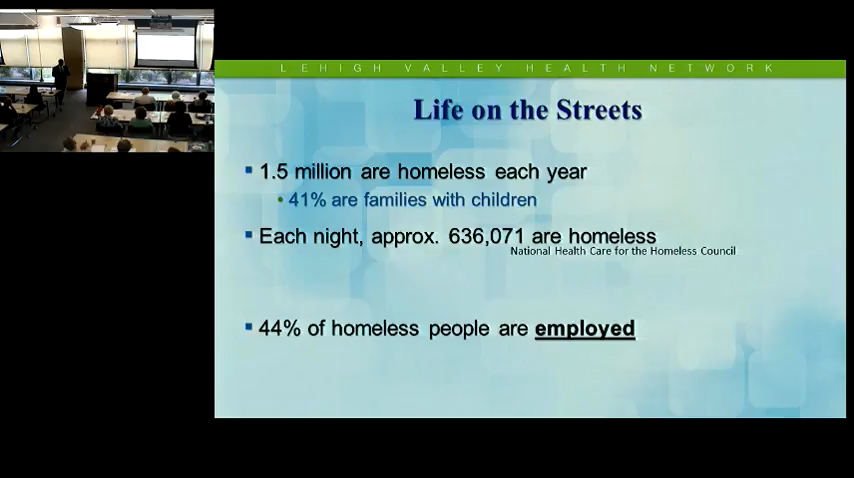 LEHIGH VALLEY HEALTH NETWORK
Life on the Streets
1.5 million are homeless each year
41% are families with children
Each night, approx. 636,071 are homeless
National Health Care for the Homeless Council
44% of homeless people are employed